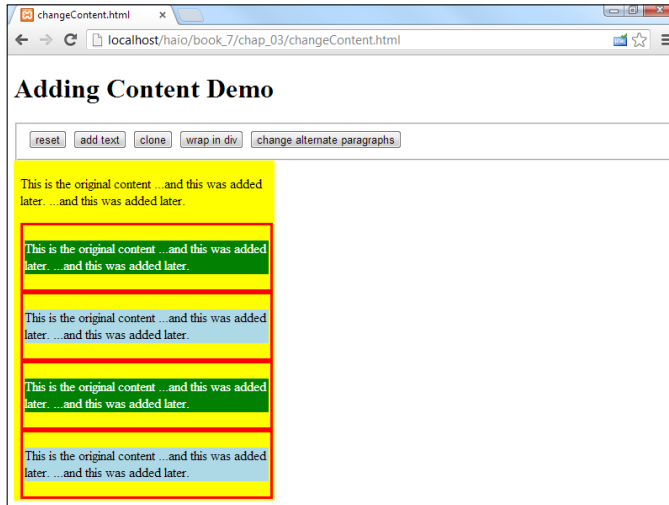 changeContent.html
localhost/haio/book_7/chap_03/changeContent.html
Adding Content Demo
reset add text clone wrap in div change alternate paragraphs
This is the original content ...and this was added
later. ...and this was added later.
This is the original content ...and this was added
later. ...and this was added later.
This is the original content ...and this was added
later. ...and this was added later.
This is the original content ...and this was added
later. ...and this was added later.
This is the original content ...and this was added
later. ...and this was added later.